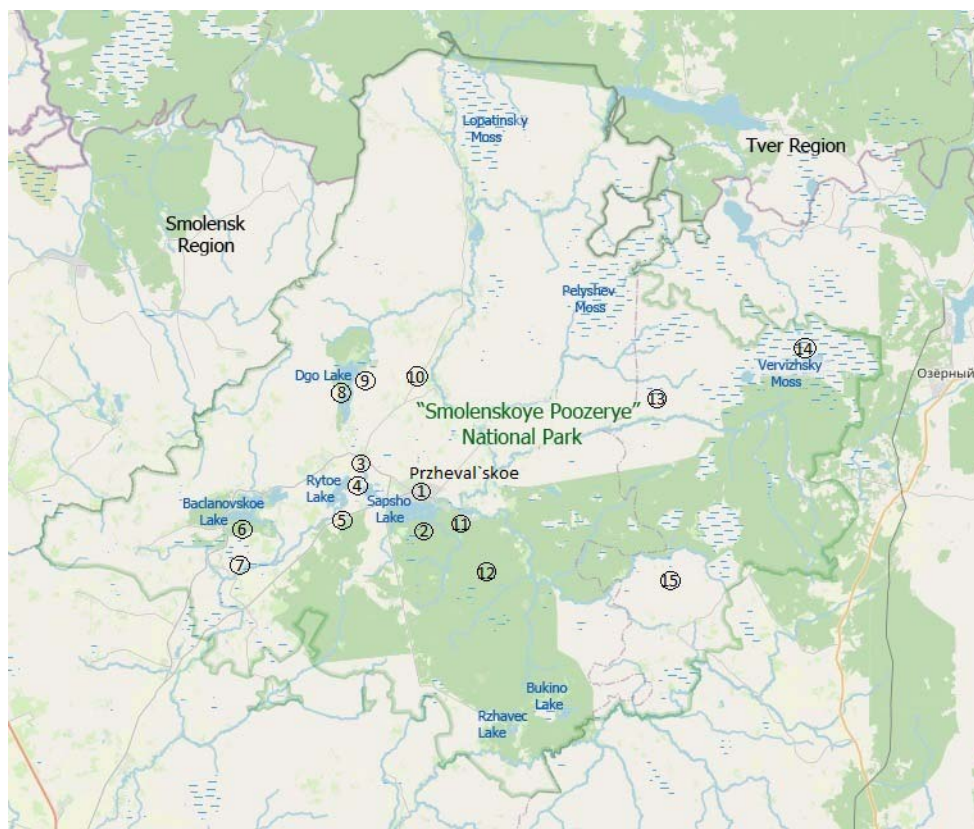 Lopatinsky
Moss
Tver Region
Smolensk
Region
Pelyshev
Moss
14
Vervizhsky
Moss
Озёрный
Dgo Lake
9
10
8
13
"Smolenskoye Poozerye"
National Park
3
Przheval`skoe
Rytoe
Lake
4
Sapsho
Lake
1
Baclanovskoe
Lake
5
2
11
6
7
12
15
Bukino
Lake
Rzhavec
Lake